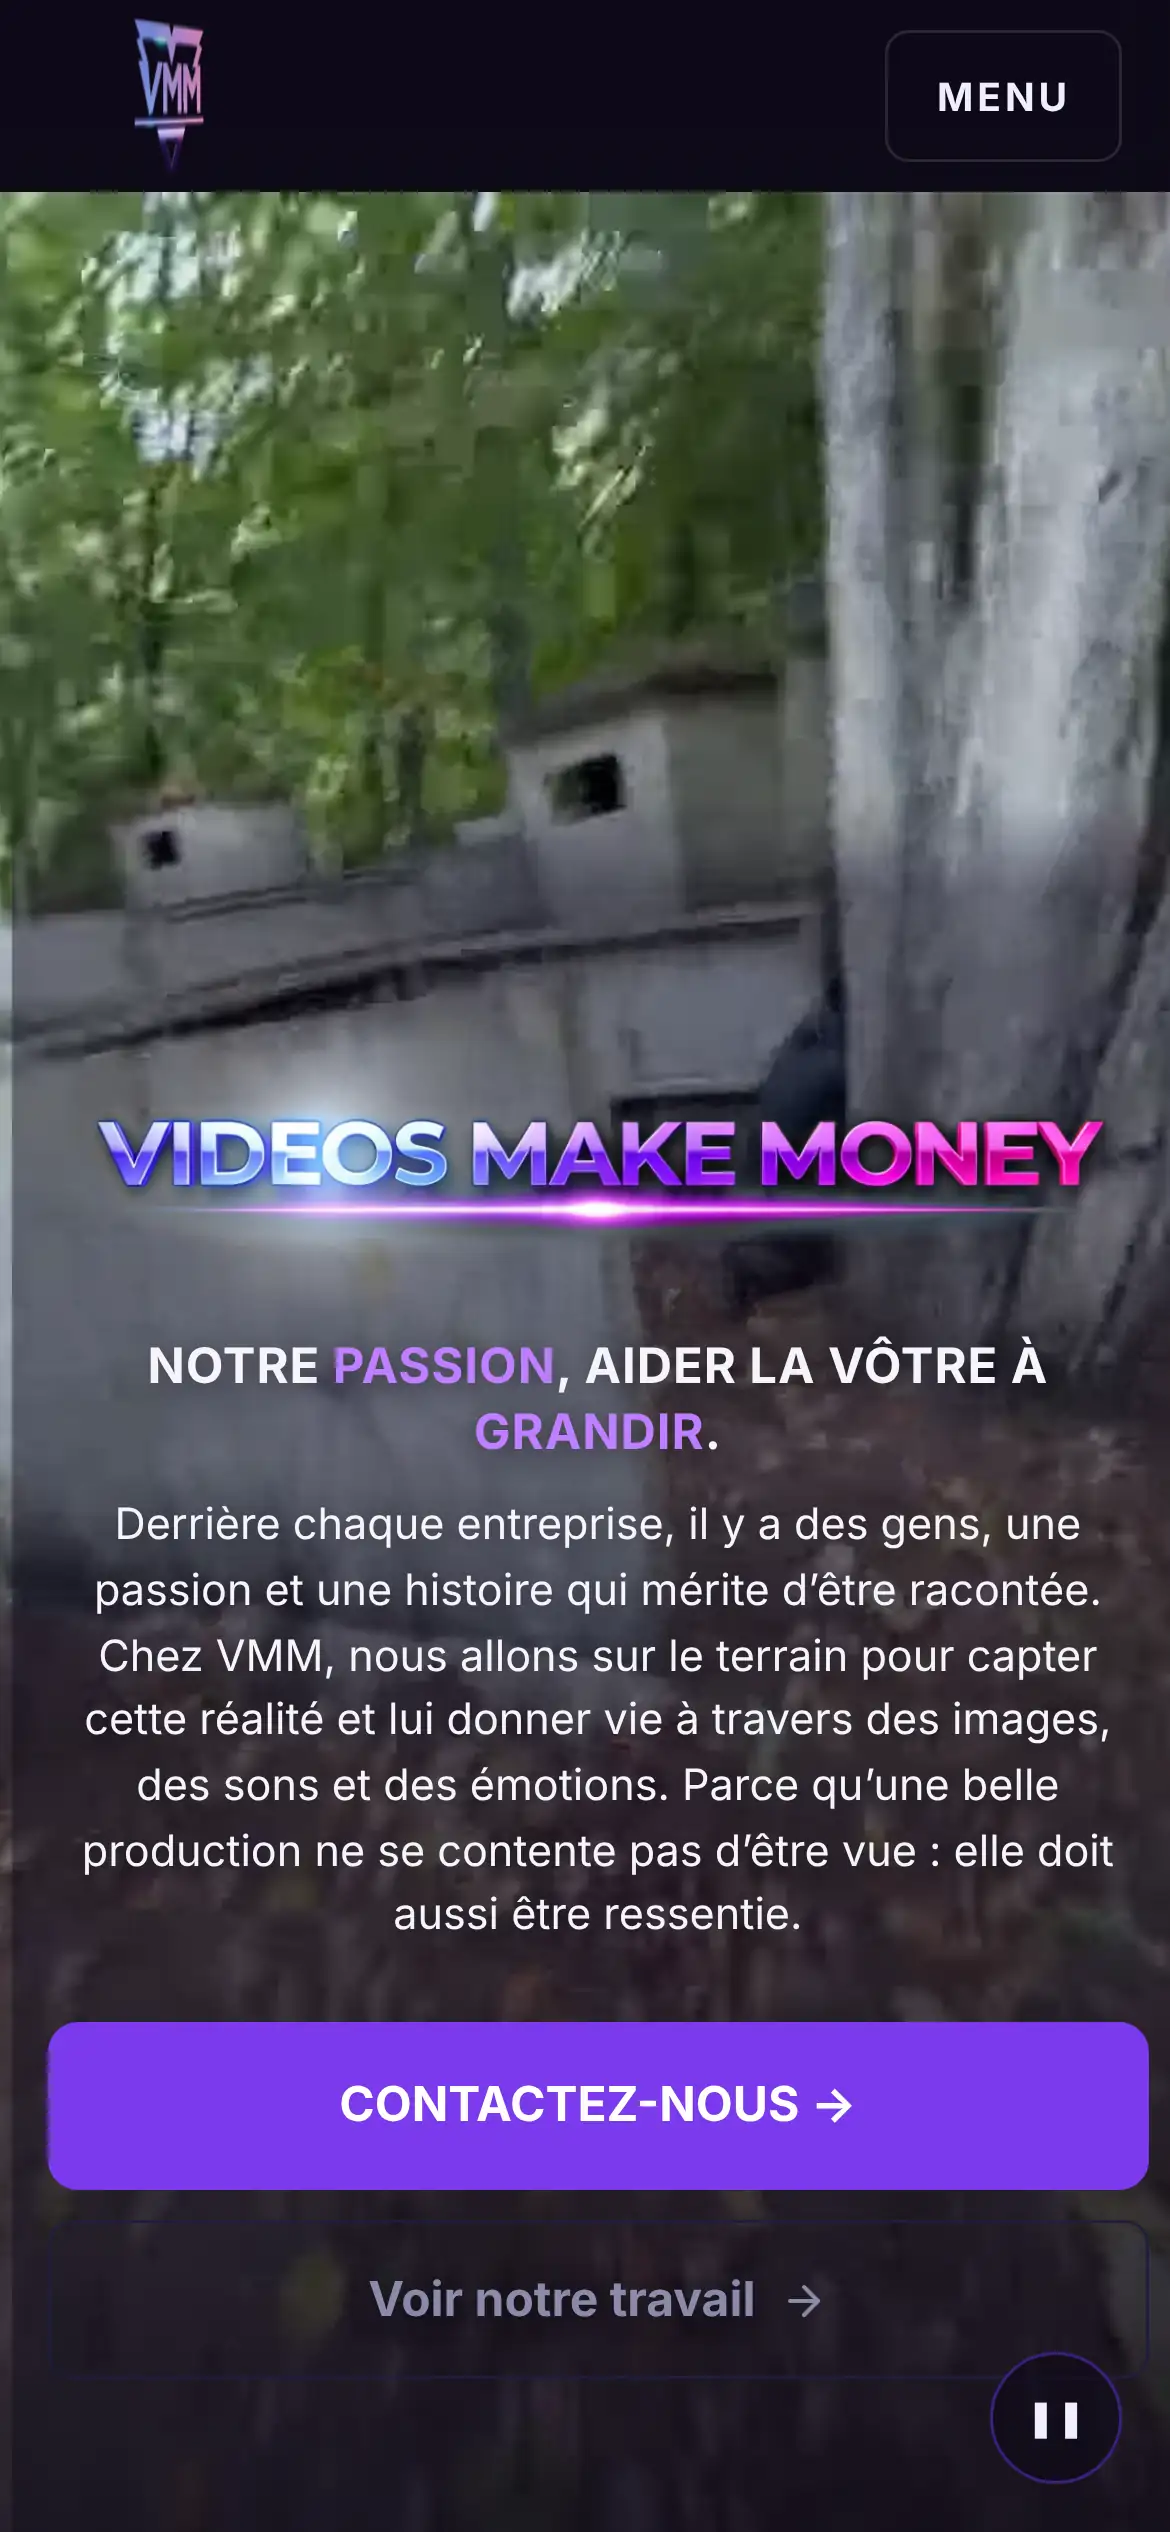 VMM
MENU
VIDEOS MAKE MONEY
NOTRE PASSION, AIDER LA VÔTRE À
GRANDIR.
Derrière chaque entreprise, il y a des gens, une
passion et une histoire qui mérite d’être racontée.
Chez VMM, nous allons sur le terrain pour capter
cette réalité et lui donner vie à travers des images,
des sons et des émotions. Parce qu’une belle
production ne se contente pas d’être vue : elle doit
aussi être ressentie.
CONTACTEZ-NOUS →
Voir notre travail →